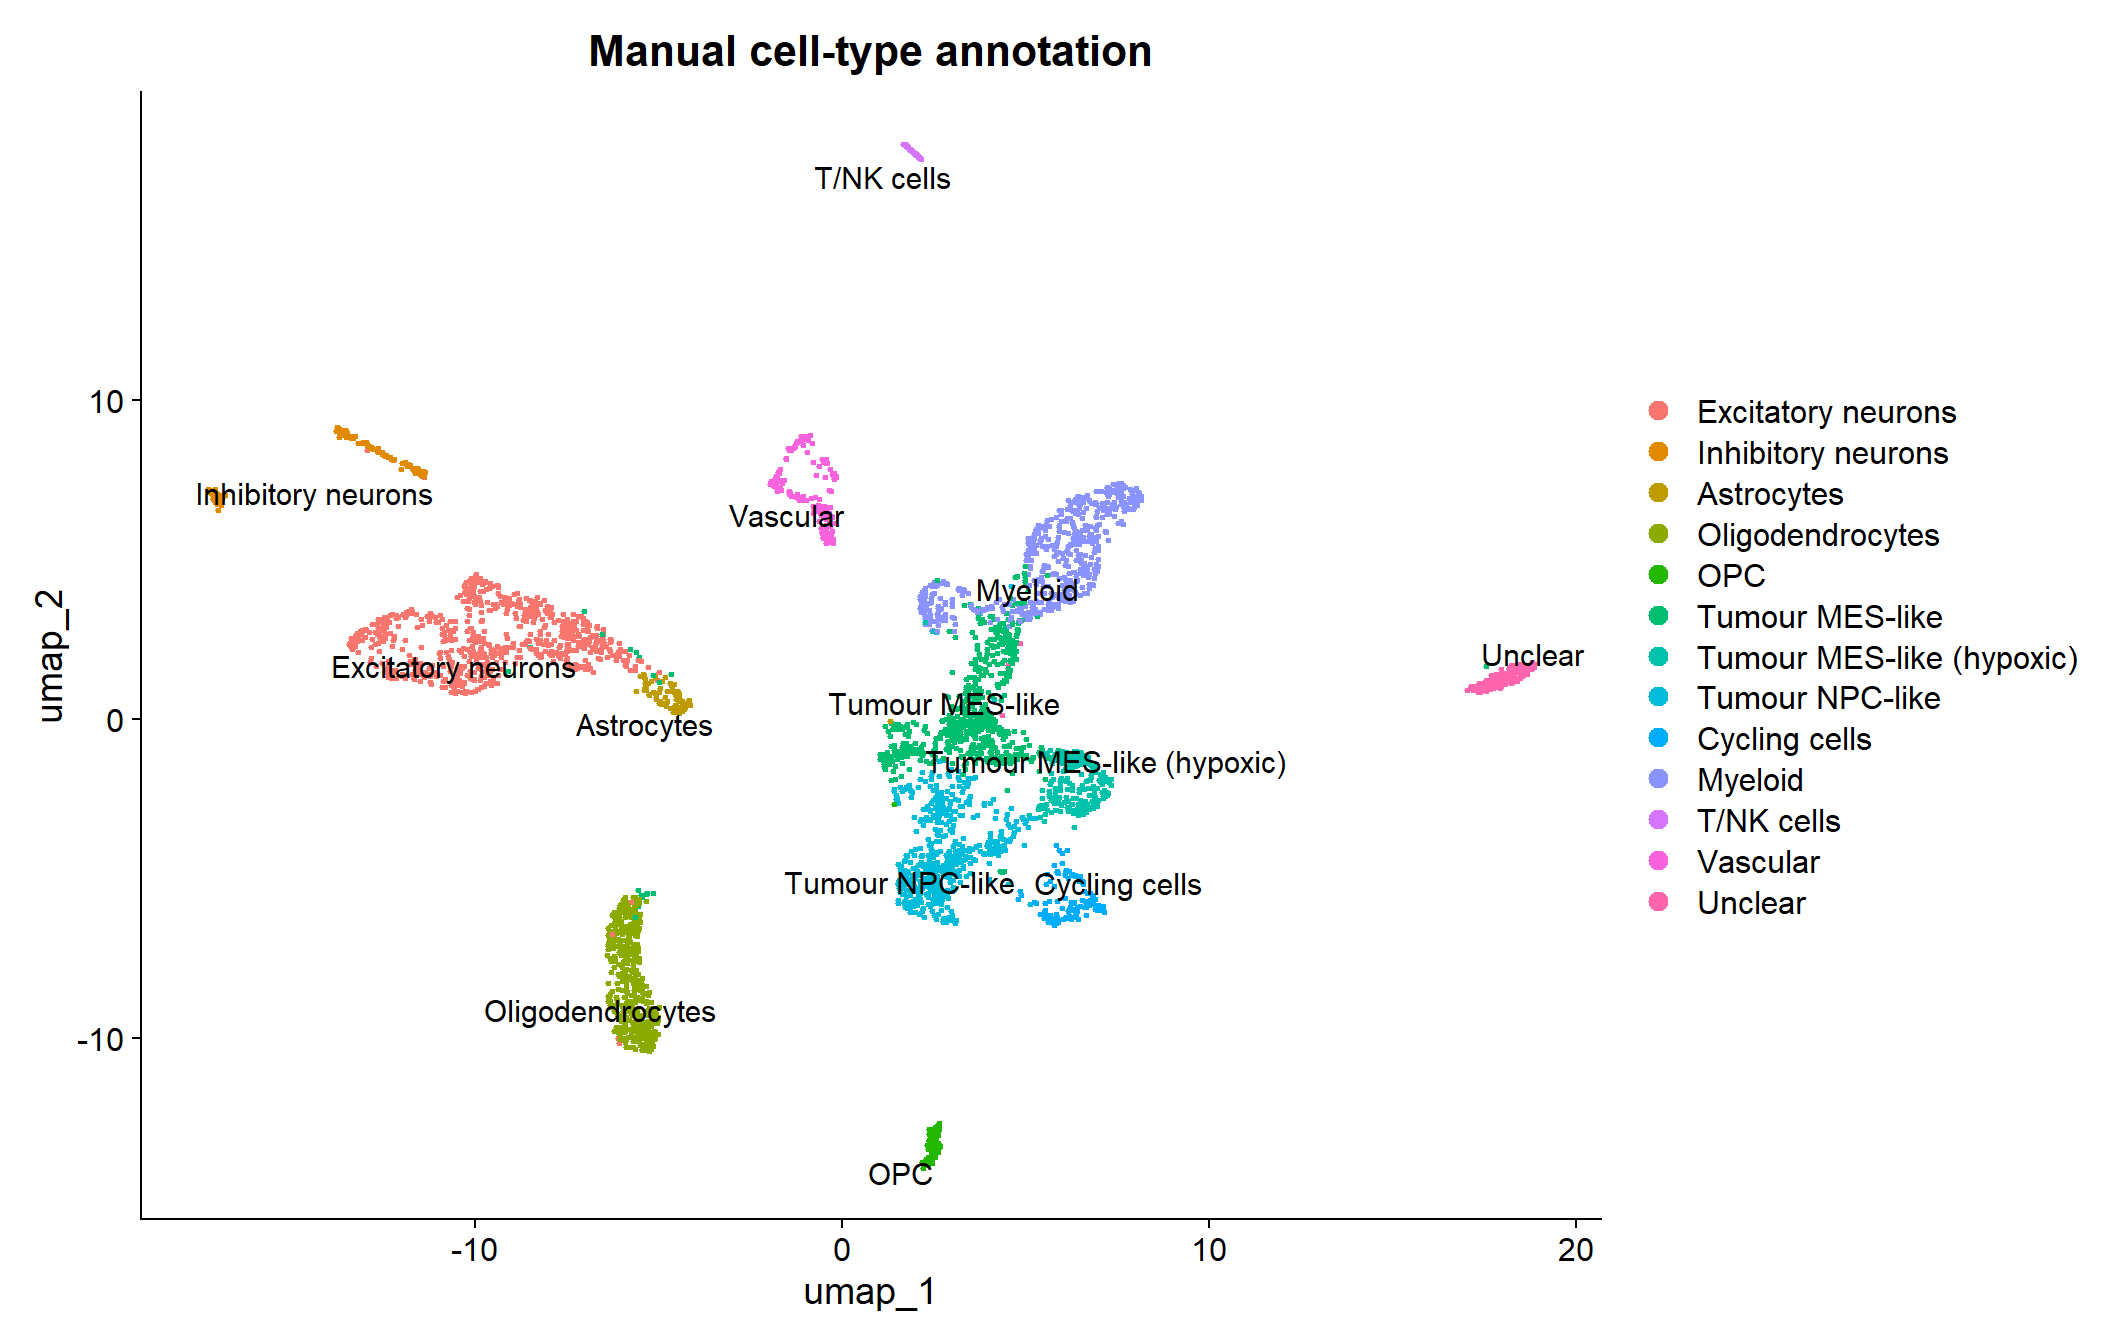 Manual cell-type annotation
T/NK cells
10
Inhibitory neurons
Vascular
Myeloid
Excitatory neurons
Unclear
Tumour MES-like
0
Astrocytes
Tumour MES-like (hypoxic)
Tumour NPC-like
Cycling cells
Oligodendrocytes
-10
OPC
-10
0
10
20
umap_1
umap_2
Excitatory neurons
Inhibitory neurons
Astrocytes
Oligodendrocytes
OPC
Tumour MES-like
Tumour MES-like (hypoxic)
Tumour NPC-like
Cycling cells
Myeloid
T/NK cells
Vascular
Unclear